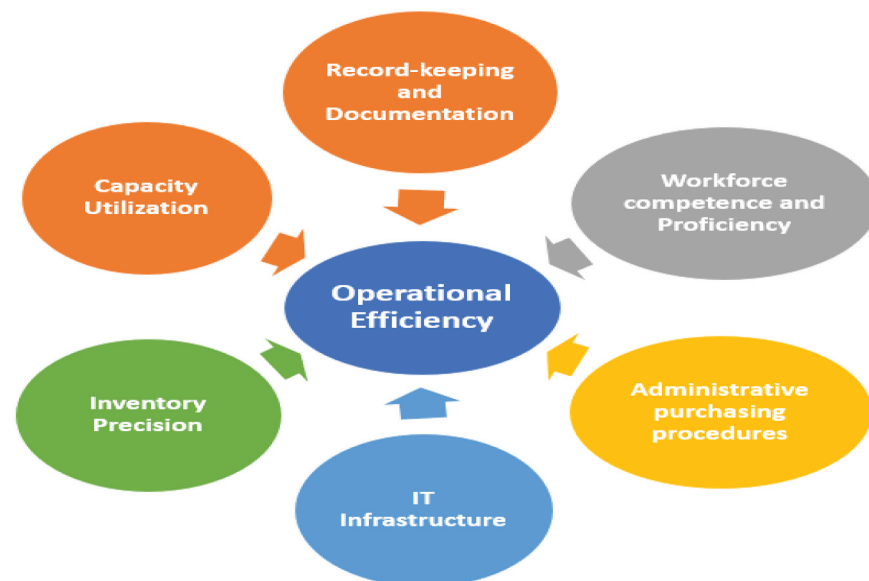 Record-keeping
and
Documentation
Capacity
Utilization
Workforce
competence and
Proficiency
Operational
Efficiency
Inventory
Precision
Administrative
purchasing
procedures
IT
Infrastructure